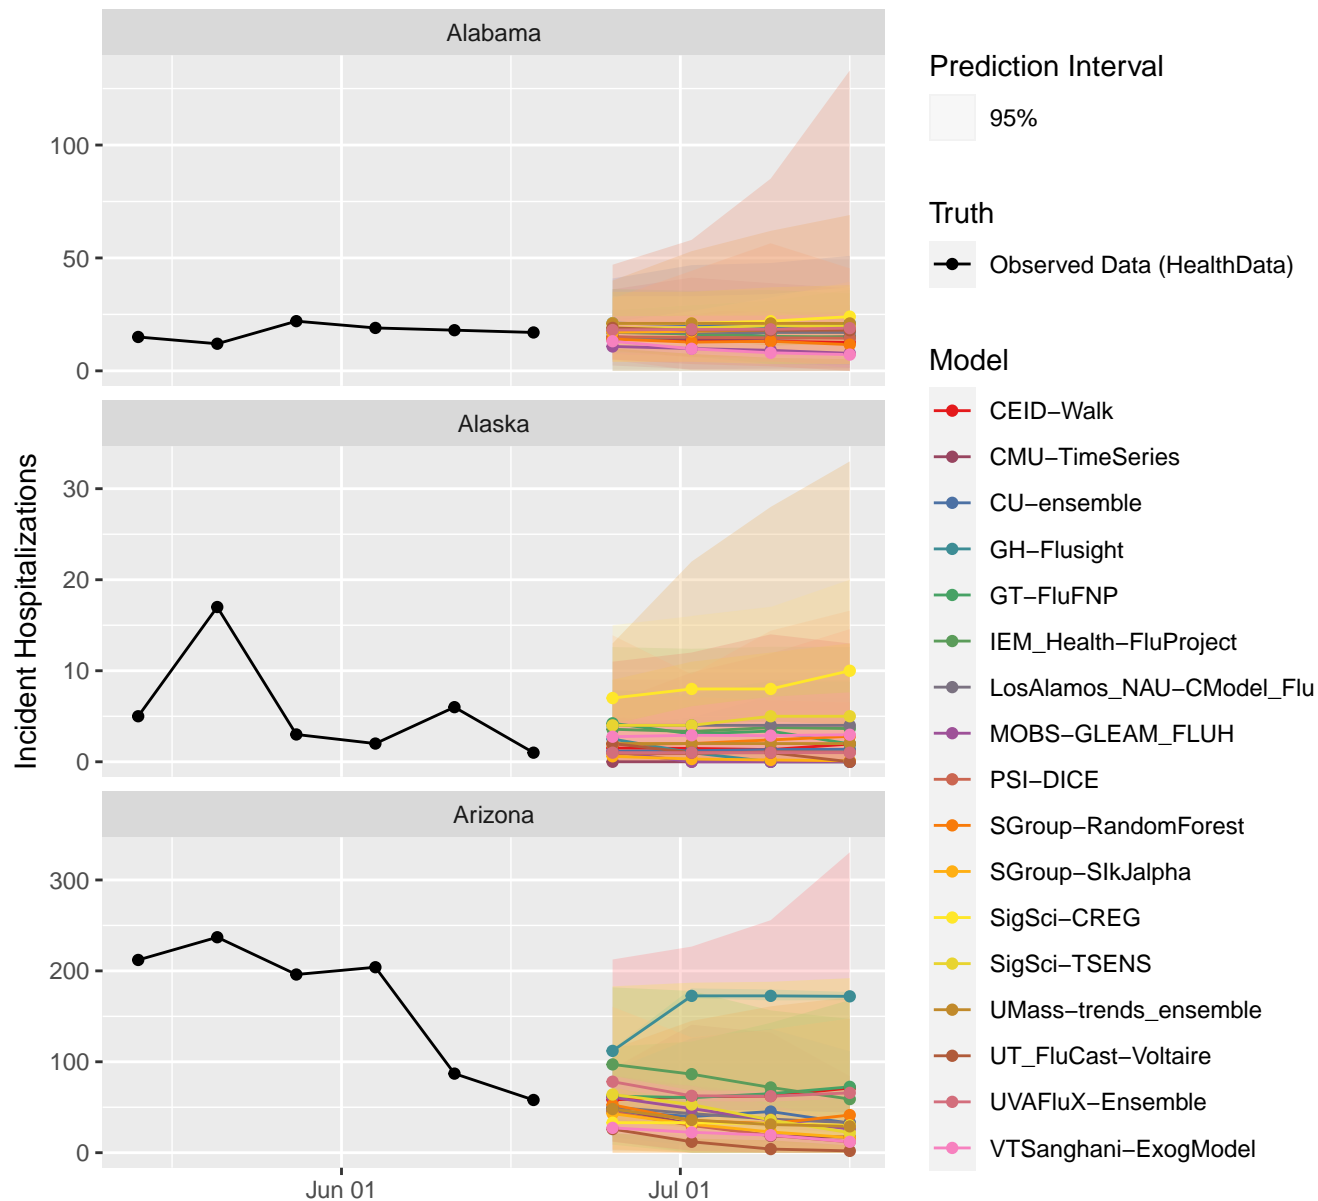 Alabama
100
50
0
Alaska
30
20
10
0
Arizona
300
200
100
0
Jun 01
Jul 01
Incident Hospitalizations
Prediction Interval
95%
Truth
Observed Data (HealthData)
Model
CEID−Walk
CMU−TimeSeries
CU−ensemble
GH−Flusight
GT−FluFNP
IEM_Health−FluProject
LosAlamos_NAU−CModel_Flu
MOBS−GLEAM_FLUH
PSI−DICE
SGroup−RandomForest
SGroup−SIkJalpha
SigSci−CREG
SigSci−TSENS
UMass−trends_ensemble
UT_FluCast−Voltaire
UVAFluX−Ensemble
VTSanghani−ExogModel